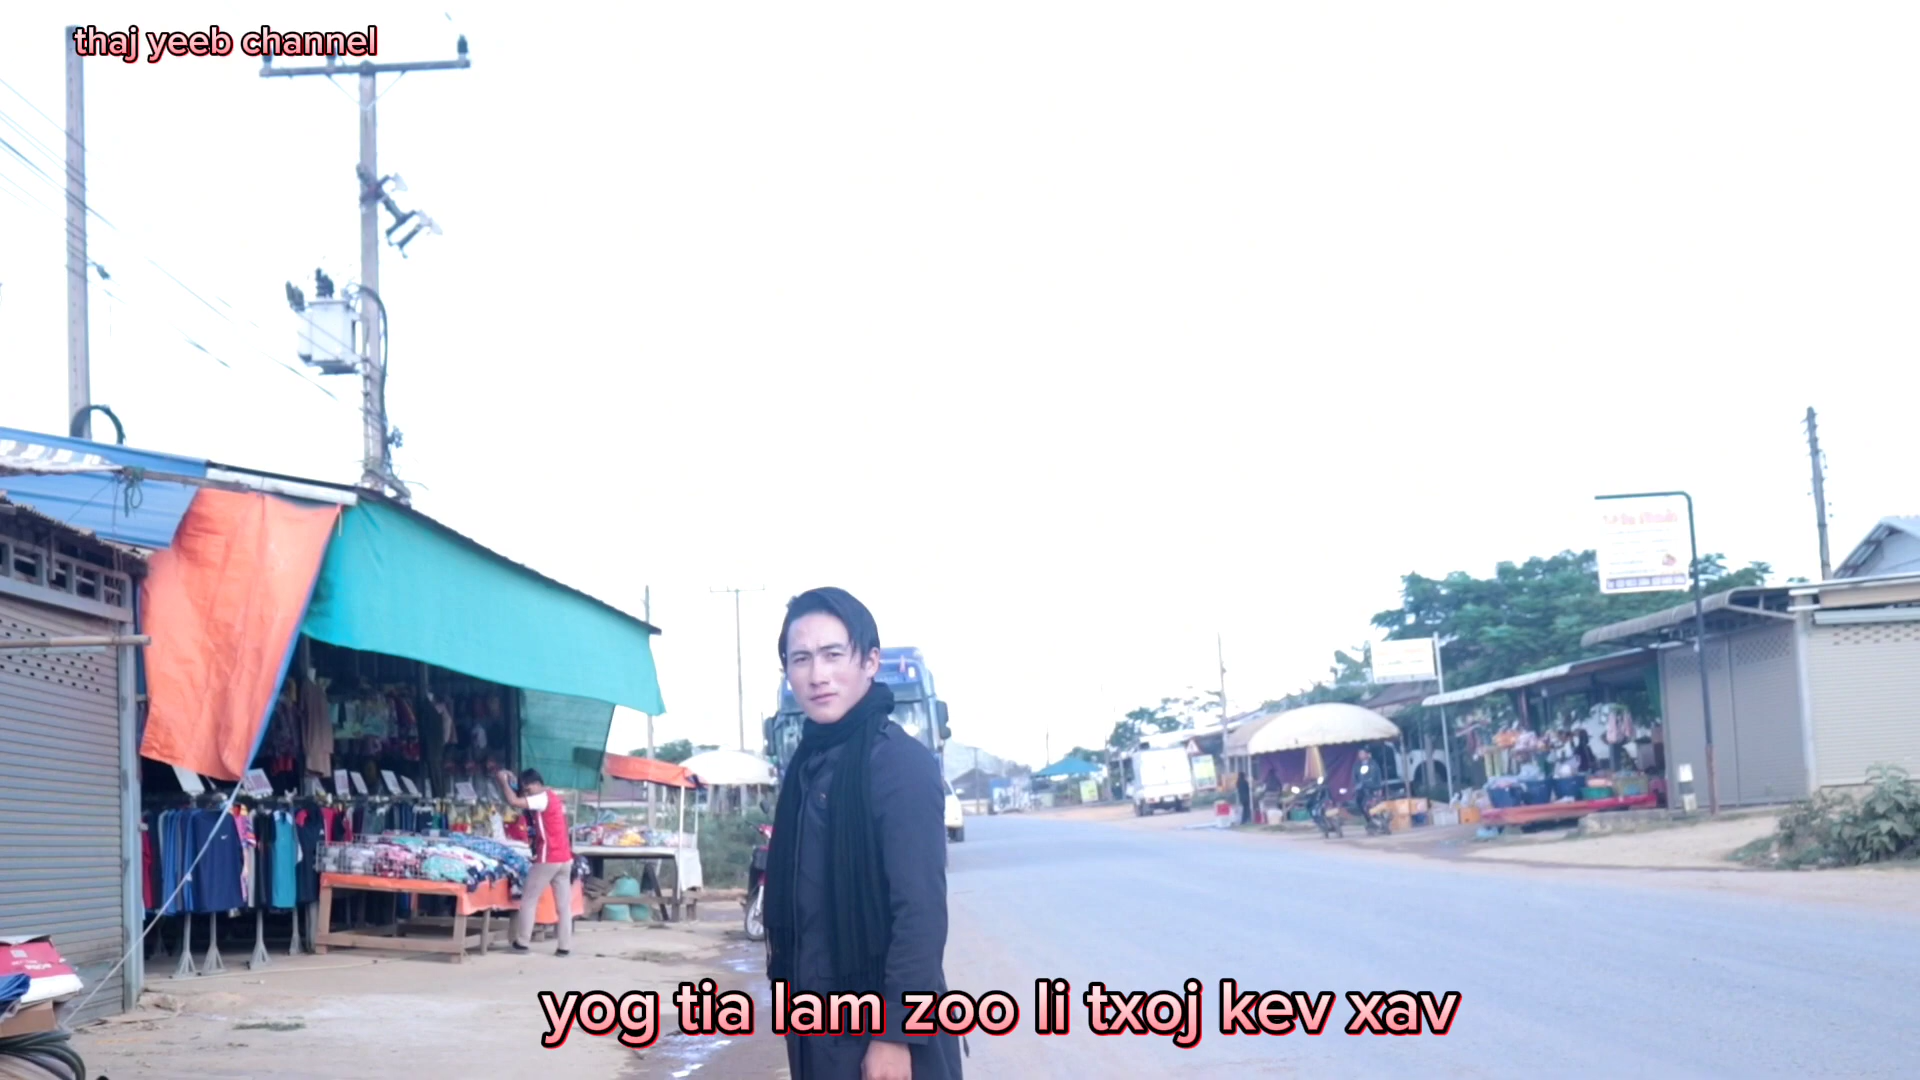 thaj yeeb channel
yog tia lam zoo li txoj kev xav